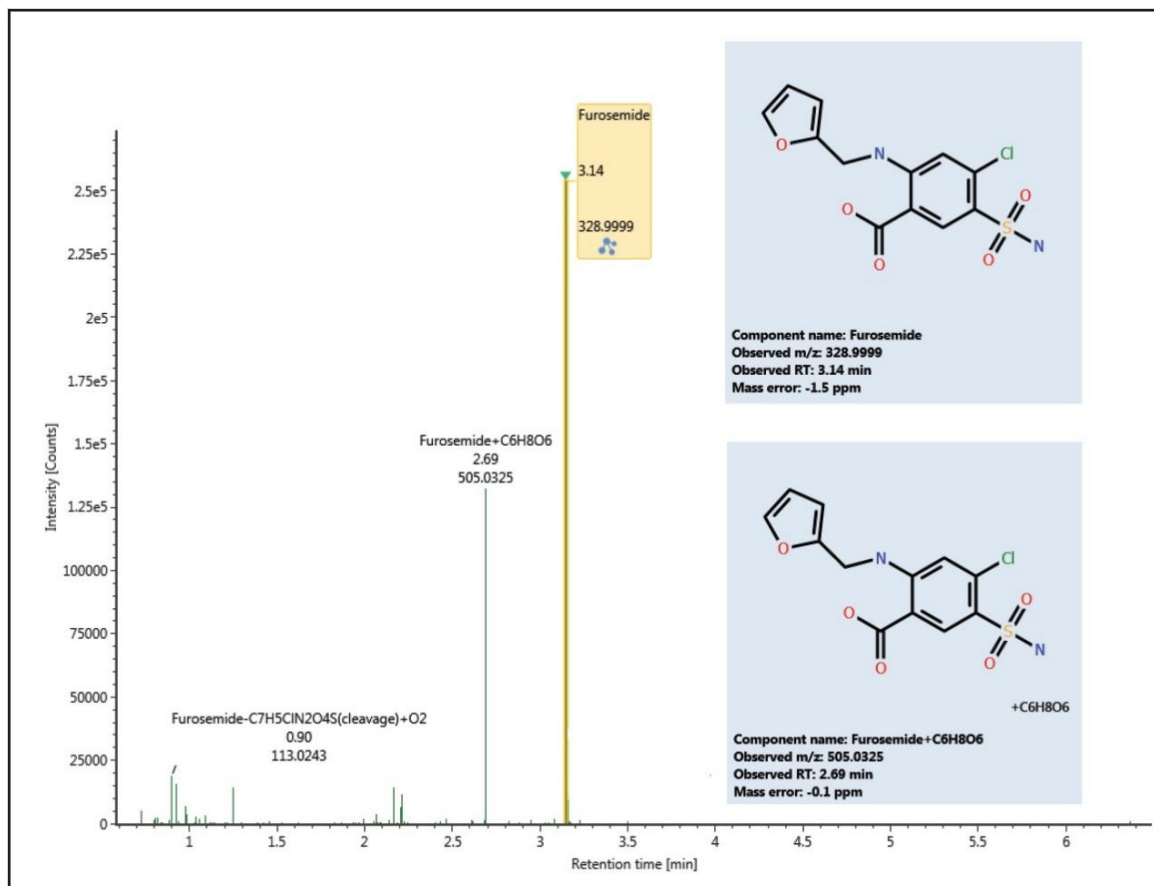 Furosemide
3.14
328.9999
2.5e5
2.25e5
2e5
1.75e5
1.5e5
1.25e5
100000
75000
50000
25000
0
Intensity [Counts]
Furosemide+C6H8O6
2.69
505.0325
Furosemide-C7H5ClN2O4S(cleavage)+O2
0.90
113.0243
1
1.5
2
2.5
3
3.5
4
4.5
5
5.5
6
Retention time [min]
O
N
Cl
O
O
S
O
N
O
Component name: Furosemide
Observed m/z: 328.9999
Observed RT: 3.14 min
Mass error: -1.5 ppm
O
N
Cl
O
O
S
O
N
O
+C6H8O6
Component name: Furosemide+C6H8O6
Observed m/z: 505.0325
Observed RT: 2.69 min
Mass error: -0.1 ppm